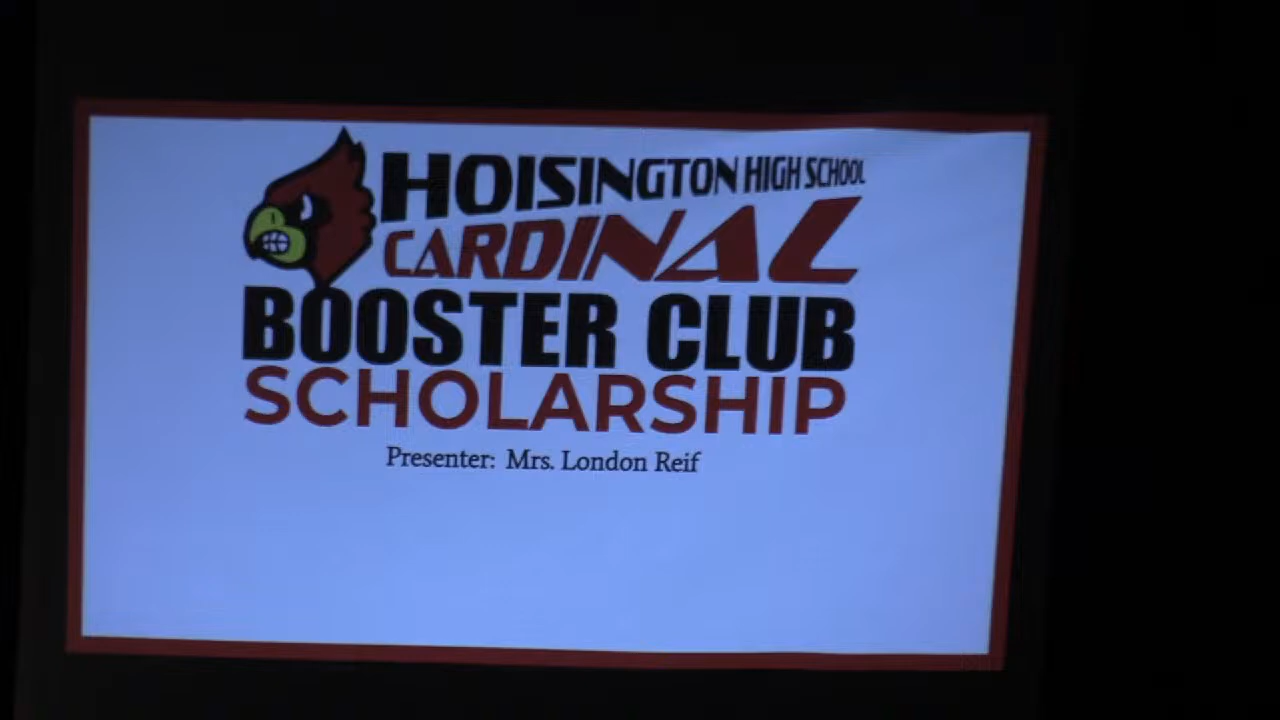 HOISINGTON HIGH SCHOOL
CARDINAL
BOOSTER CLUB
SCHOLARSHIP
Presenter: Mrs. London Reif